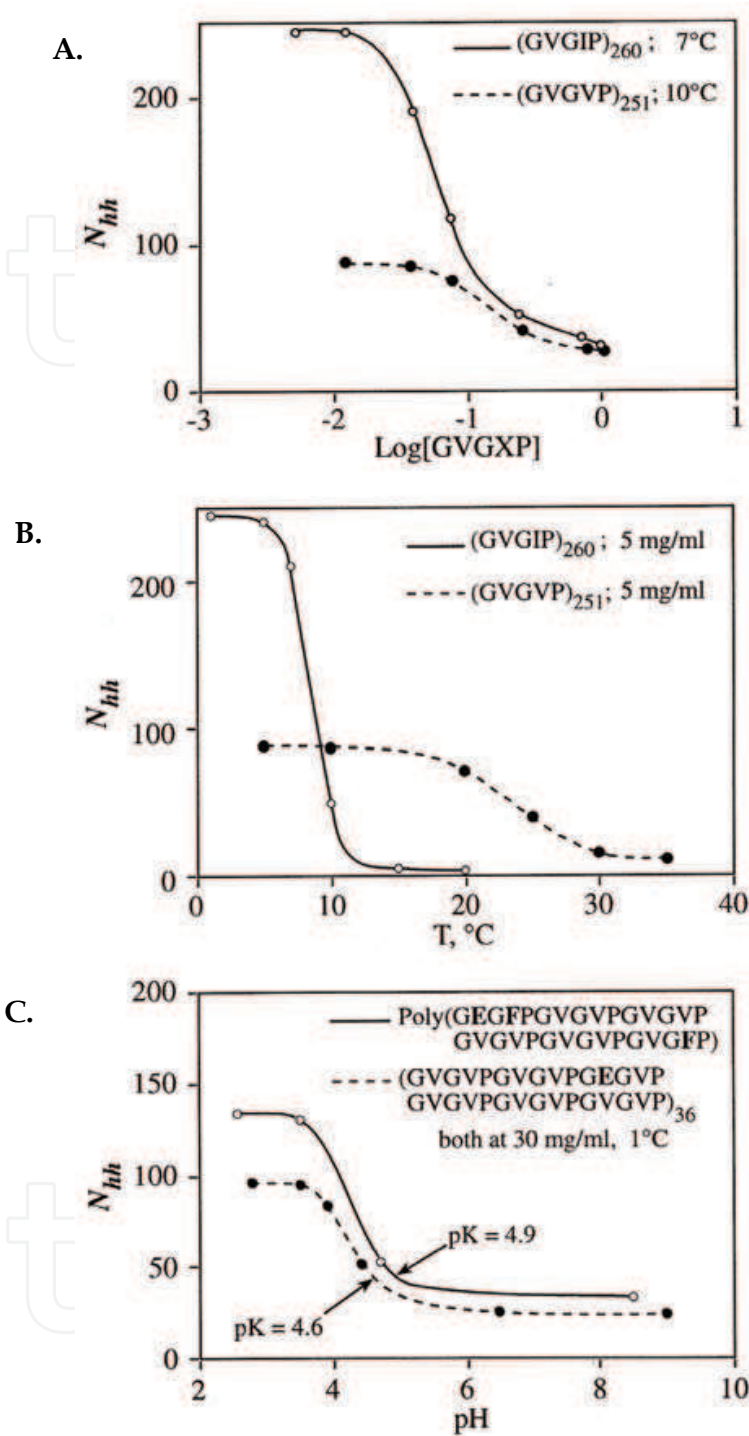 A.
(GVGIP)260 ; 7°C
(GVGVP)251; 10°C
200
100
0
Nhh
-3 -2 -1 0 1
Log[GVGXP]
B.
(GVGIP)260 ; 5 mg/ml
(GVGVP)251; 5 mg/ml
200
100
0
Nhh
0 10 20 30 40
T, °C
C.
Poly(GEGFPGVGVPGVGVP
GVGVPGVGVPGVGFP)
(GVGVPGVGVPGEGVP
GVGVPGVGVPGVGVP)36
both at 30 mg/ml, 1°C
200
150
100
50
0
Nhh
pK = 4.9
pK = 4.6
2 4 6 8 10
pH
t
t